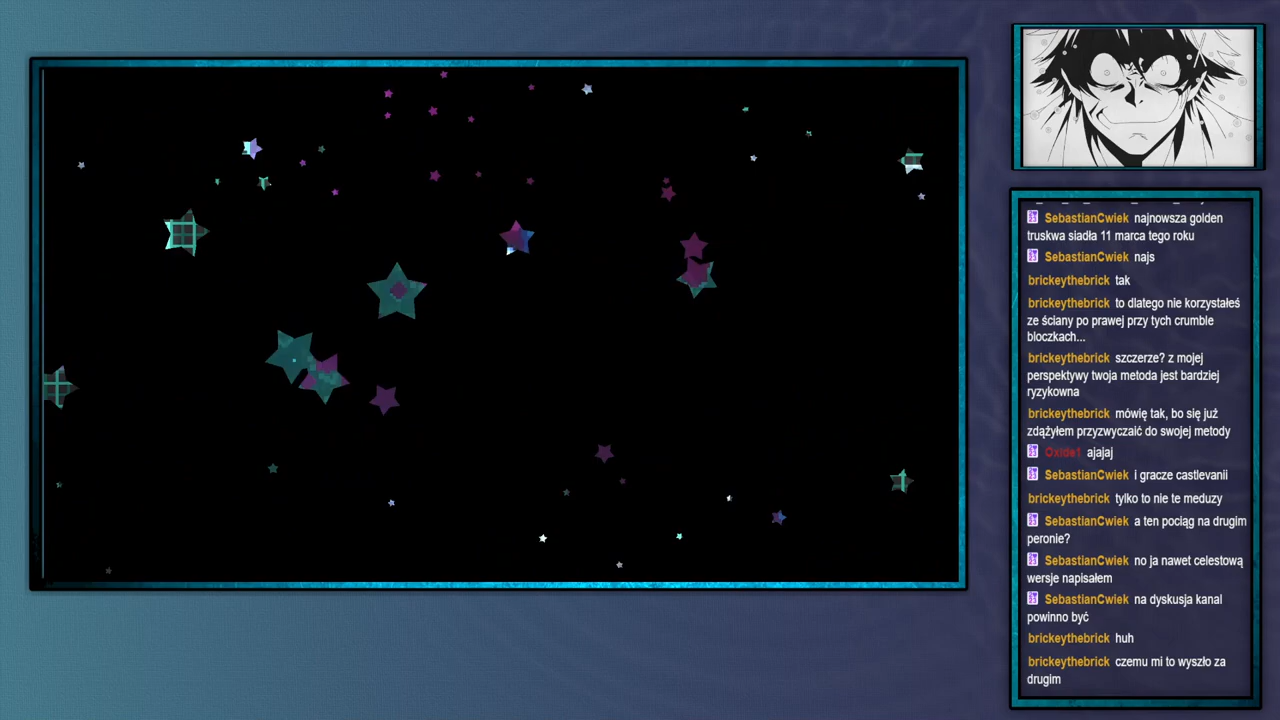 SebastianCwiek najnowsza golden
truskwa siadła 11 marca tego roku
SebastianCwiek najs
brickeythebrick tak
brickeythebrick to dlatego nie korzystałeś
ze ściany po prawej przy tych crumble
bloczkach...
brickeythebrick szczerze? z mojej
perspektywy twoja metoda jest bardziej
ryzykowna
brickeythebrick mówię tak, bo się już
zdążyłem przyzwyczaić do swojej metody
Oxide1 ajajaj
SebastianCwiek i gracze castlevanii
brickeythebrick tylko to nie te meduzy
SebastianCwiek a ten pociąg na drugim
peronie?
SebastianCwiek no ja nawet celestową
wersje napisałem
SebastianCwiek na dyskusja kanal
powinno być
brickeythebrick huh
brickeythebrick czemu mi to wyszło za
drugim